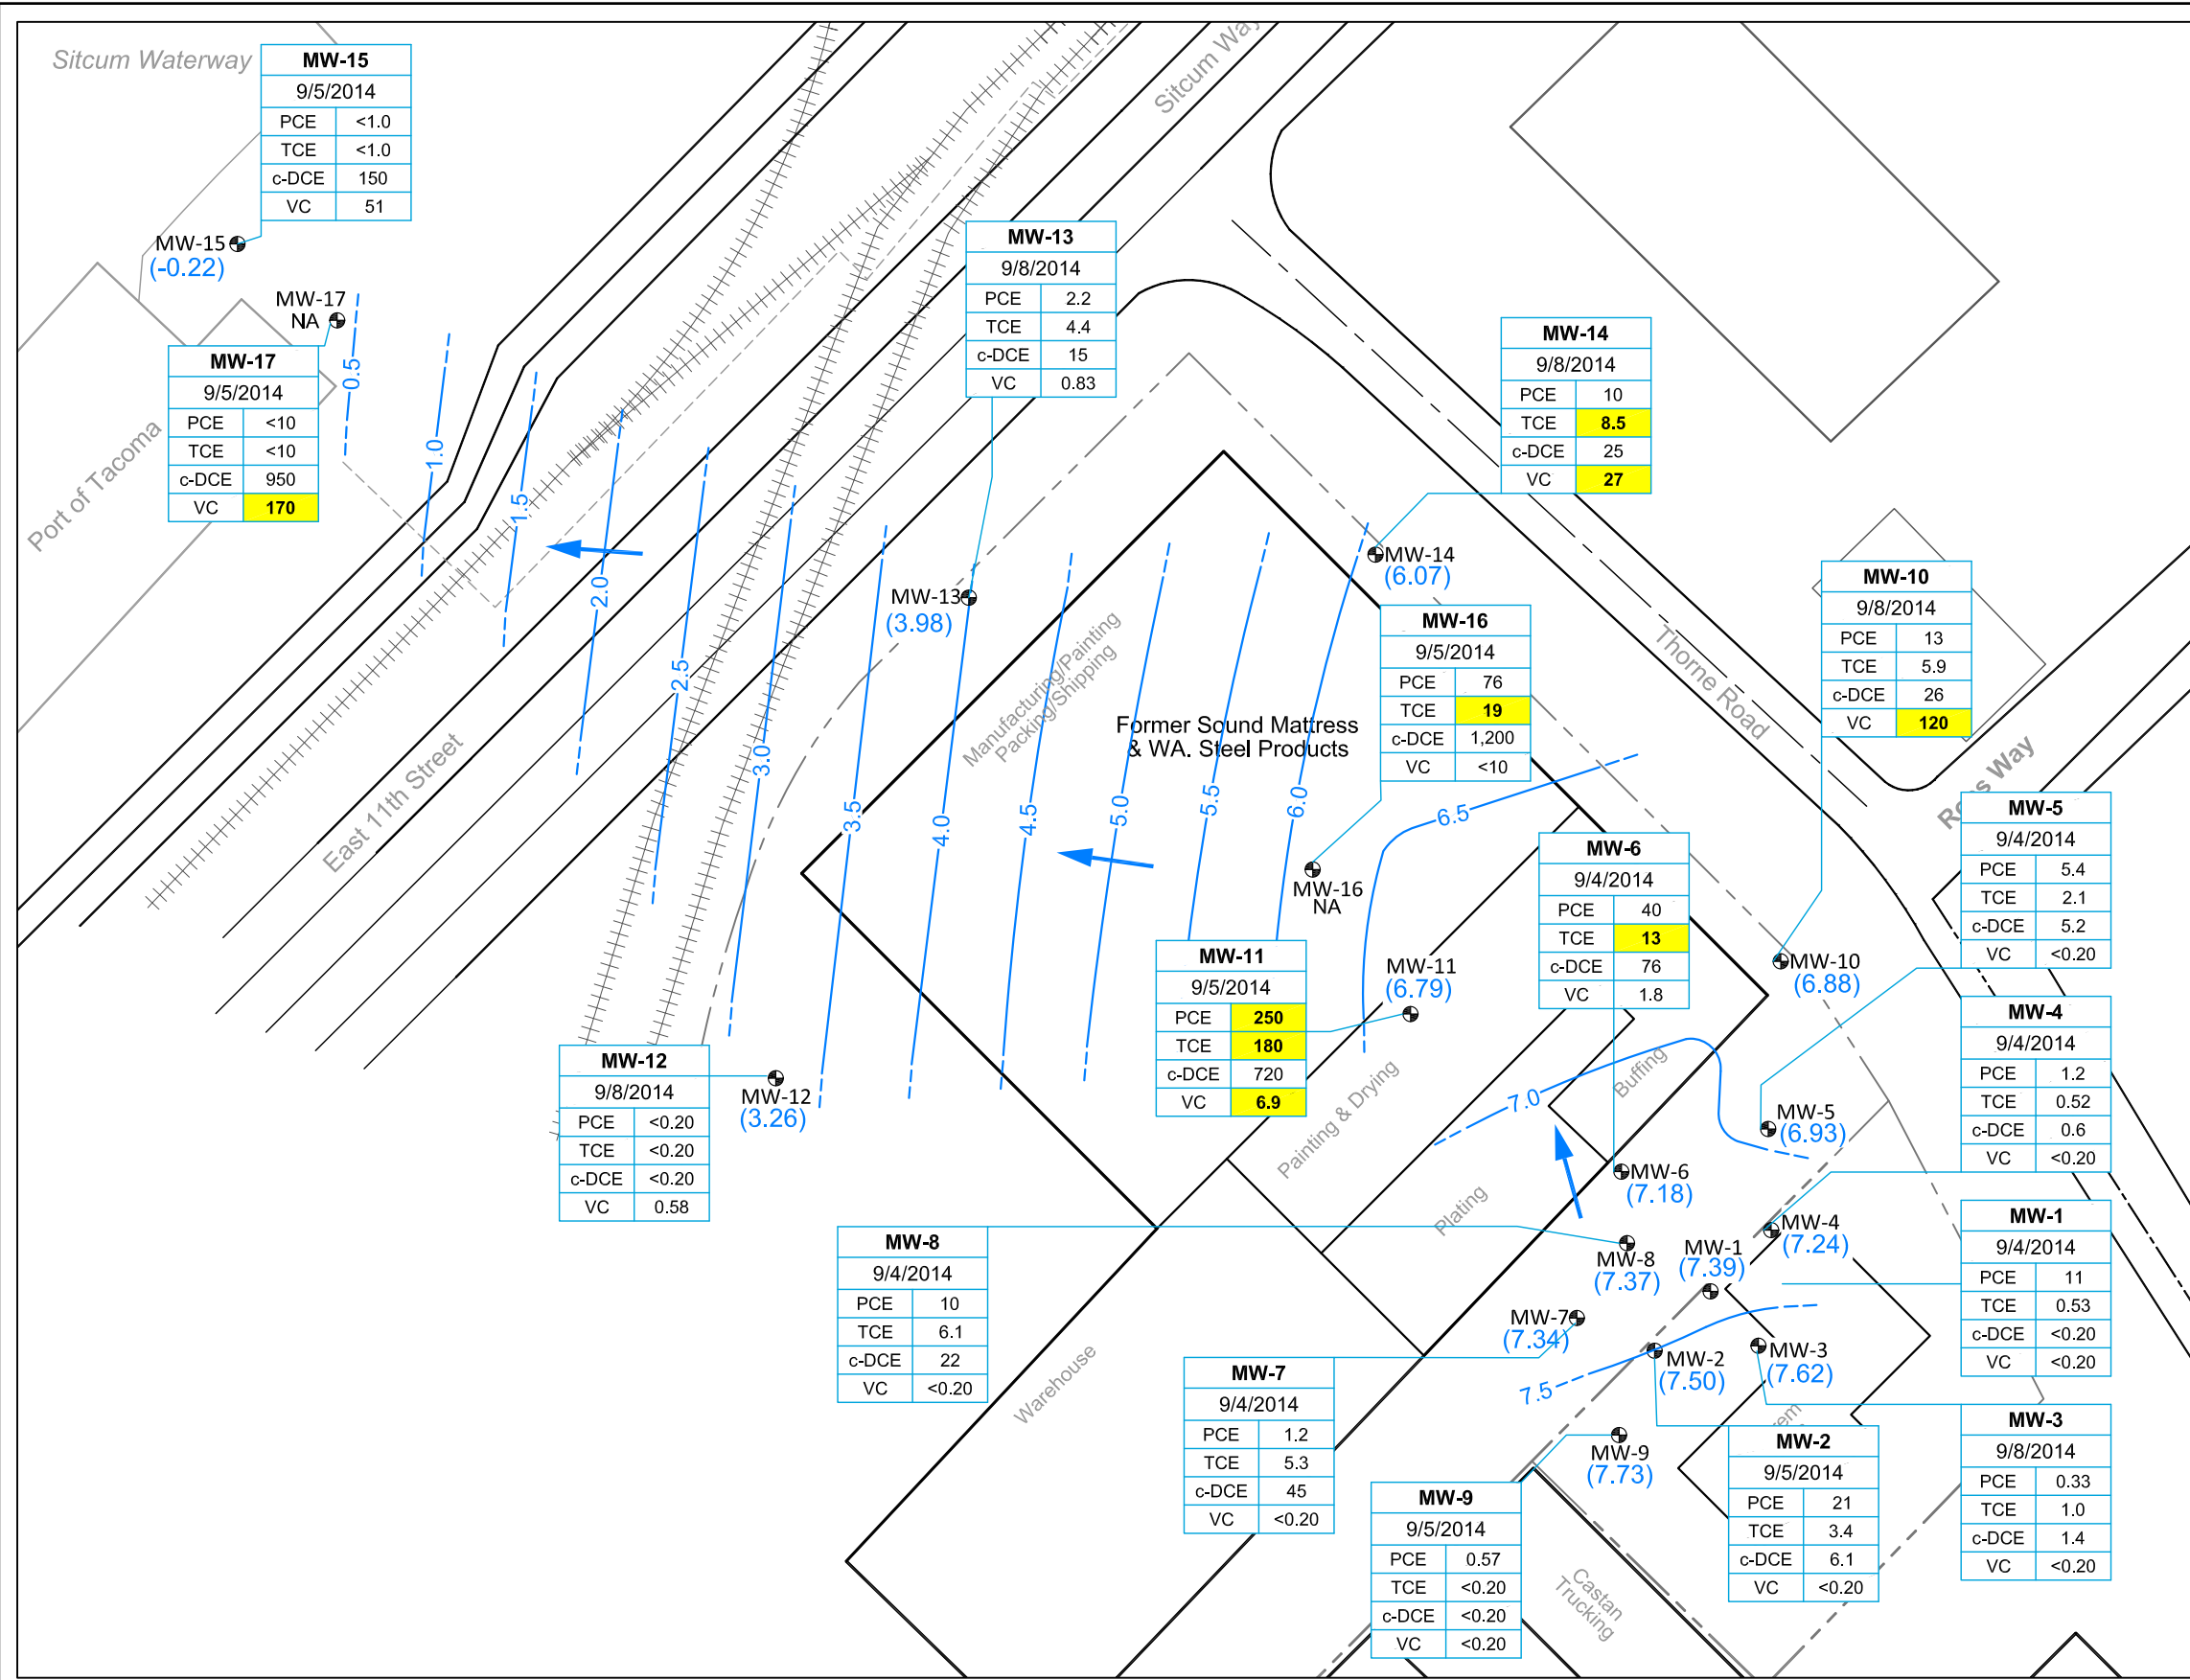 Sitcum Waterway
MW-15
9/5/2014
PCE <1.0
TCE <1.0
c-DCE 150
VC 51
MW-15
(-0.22)
MW-17
NA
MW-17
9/5/2014
PCE <10
TCE <10
c-DCE 950
VC 170
Port of Tacoma
East 11th Street
Sitcum Way
0.5
1.0
1.5
2.0
2.5
3.0
3.5
4.0
4.5
5.0
5.5
6.0
6.5
7.0
7.5
MW-13
9/8/2014
PCE 2.2
TCE 4.4
c-DCE 15
VC 0.83
MW-13
(3.98)
MW-14
9/8/2014
PCE 10
TCE 8.5
c-DCE 25
VC 27
MW-14
(6.07)
Manufacturing/Painting
Packing/Shipping
Former Sound Mattress
& WA. Steel Products
MW-16
9/5/2014
PCE 76
TCE 19
c-DCE 1,200
VC <10
MW-16
NA
Thorne Road
MW-10
9/8/2014
PCE 13
TCE 5.9
c-DCE 26
VC 120
MW-10
(6.88)
Way
MW-5
9/4/2014
PCE 5.4
TCE 2.1
c-DCE 5.2
VC <0.20
MW-5
(6.93)
MW-6
9/4/2014
PCE 40
TCE 13
c-DCE 76
VC 1.8
MW-6
(7.18)
MW-11
9/5/2014
PCE 250
TCE 180
c-DCE 720
VC 6.9
MW-11
(6.79)
MW-4
9/4/2014
PCE 1.2
TCE 0.52
c-DCE 0.6
VC <0.20
MW-4
(7.24)
MW-12
9/8/2014
PCE <0.20
TCE <0.20
c-DCE <0.20
VC 0.58
MW-12
(3.26)
Painting & Drying
Buffing
Plating
Warehouse
MW-8
9/4/2014
PCE 10
TCE 6.1
c-DCE 22
VC <0.20
MW-8
(7.37)
MW-1
(7.39)
MW-1
9/4/2014
PCE 11
TCE 0.53
c-DCE <0.20
VC <0.20
MW-7
(7.34)
MW-7
9/4/2014
PCE 1.2
TCE 5.3
c-DCE 45
VC <0.20
MW-2
(7.50)
MW-3
(7.62)
MW-3
9/8/2014
PCE 0.33
TCE 1.0
c-DCE 1.4
VC <0.20
MW-2
9/5/2014
PCE 21
TCE 3.4
c-DCE 6.1
VC <0.20
MW-9
(7.73)
MW-9
9/5/2014
PCE 0.57
TCE <0.20
c-DCE <0.20
VC <0.20
Castan
Trucking